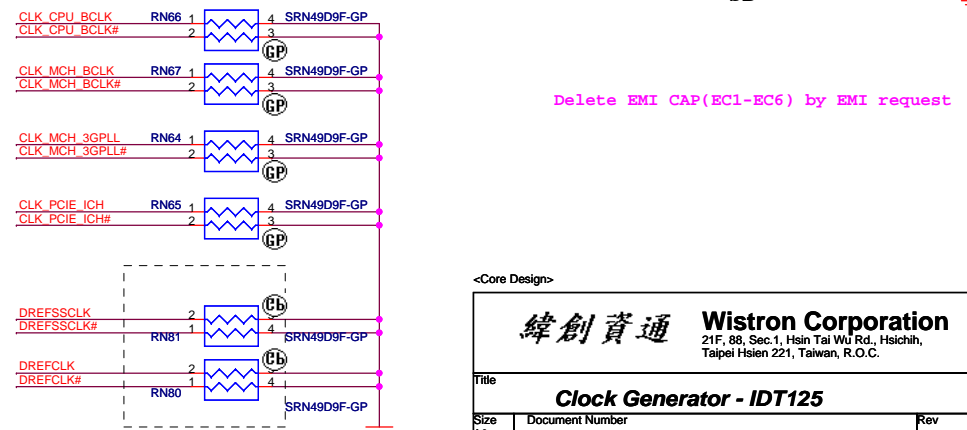 CLK_CPU_BCLK RN66 1 4 SRN49D9F-GP
CLK_CPU_BCLK# 2 3
GP
CLK_MCH_BCLK RN67 1 4 SRN49D9F-GP
CLK_MCH_BCLK# 2 3
GP
Delete EMI CAP(EC1-EC6) by EMI request
CLK_MCH_3GPLL RN64 1 4 SRN49D9F-GP
CLK_MCH_3GPLL# 2 3
GP
CLK_PCIE_ICH RN65 1 4 SRN49D9F-GP
CLK_PCIE_ICH# 2 3
GP
<Core Design>
DREFSSCLK 2
DREFSSCLK# 1 4
RN81 SRN49D9F-GP
DREFCLK 2
DREFCLK# 1 4
RN80
SRN49D9F-GP
緯創資通
Wistron Corporation
21F, 88, Sec.1, Hsin Tai Wu Rd., Hsichih,
Taipei Hsien 221, Taiwan, R.O.C.
Title
Clock Generator - IDT125
Size Document Number Rev